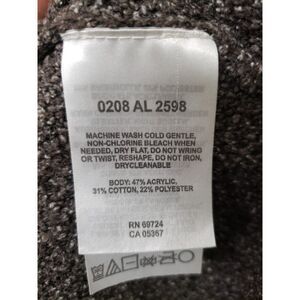 0208 AL 2598
MACHINE WASH COLD GENTLE,
NON-CHLORINE BLEACH WHEN
NEEDED, DRY FLAT, DO NOT WRING
OR TWIST, RESHAPE, DO NOT IRON,
DRYCLEANABLE
BODY: 47% ACRYLIC,
31% COTTON, 22% POLYESTER
RN 69724
CA 05367